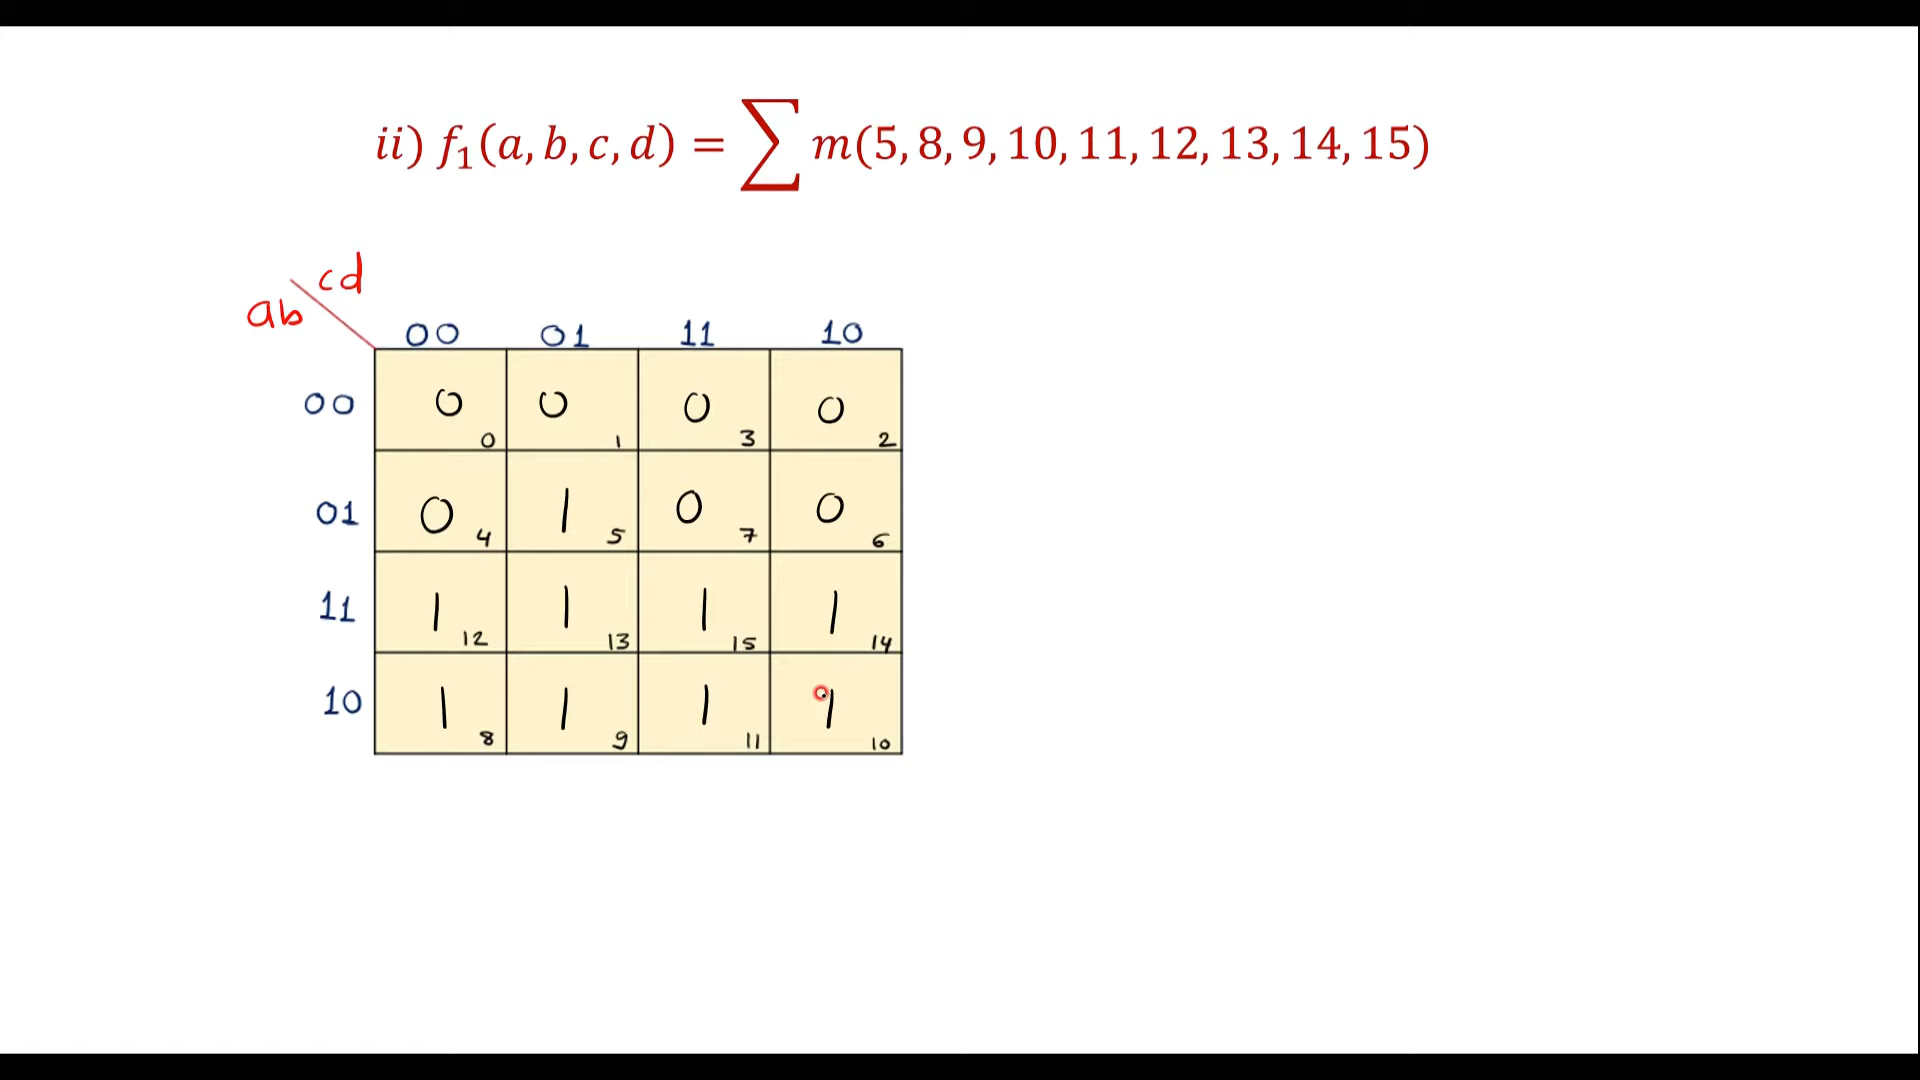 ii) f₁(a, b, c, d) = ∑ m(5, 8, 9, 10, 11, 12, 13, 14, 15)
cd
ab
00 01 11 10
00 0 0 0 0
0 1 3 2
01 0 1 0 0
4 5 7 6
11 1 1 1 1
12 13 15 14
10 1 1 1 1
8 9 11 10